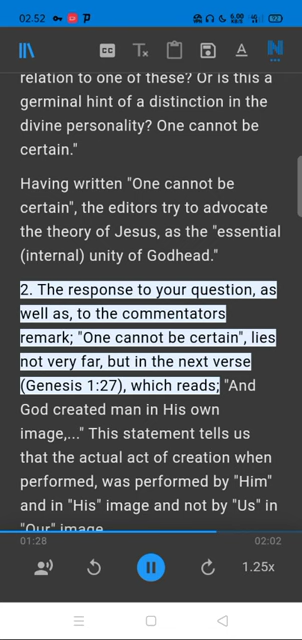 02.52
relation to one of these? Or is this a
germinal hint of a distinction in the
divine personality? One cannot be
certain."
Having written "One cannot be
certain", the editors try to advocate
the theory of Jesus, as the "essential
(internal) unity of Godhead."
2. The response to your question, as
well as, to the commentators
remark; "One cannot be certain", lies
not very far, but in the next verse
(Genesis 1:27), which reads; "And
God created man in His own
image,..." This statement tells us
that the actual act of creation when
performed, was performed by "Him"
and in "His" image and not by "Us" in
"Our" image
01:28
02:02
1.25x